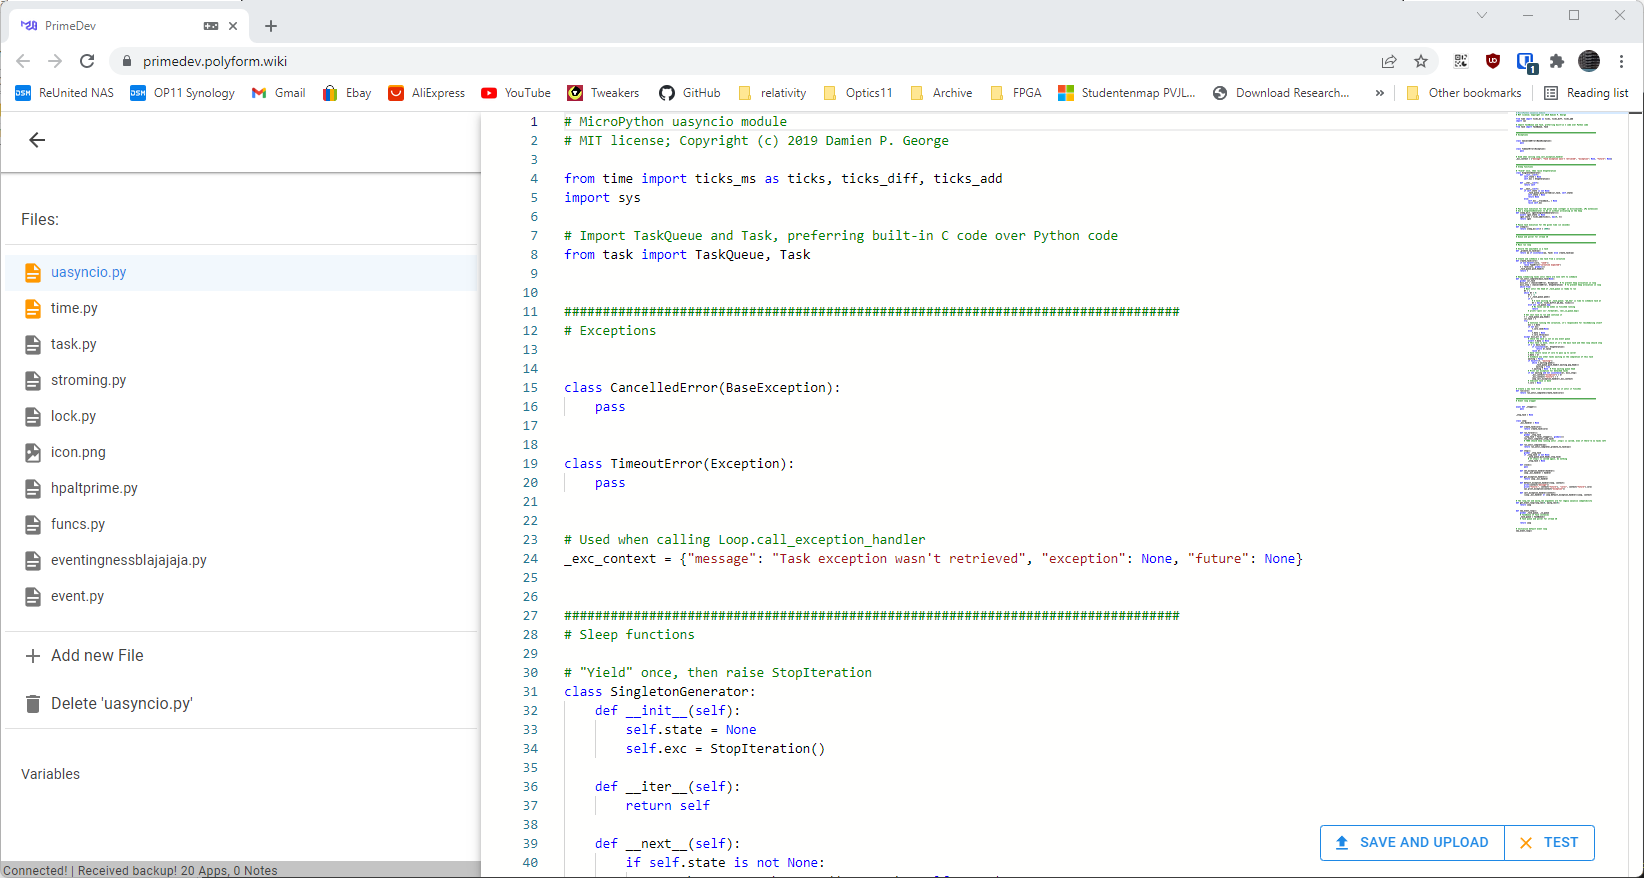 PrimeDev
primedev.polyform.wiki
1
ReUnited NAS
OP11 Synology
Gmail
Ebay
AliExpress
YouTube
Tweakers
GitHub
relativity
Optics11
Archive
FPGA
Studentenmap PVJL...
Download Research...
»
Other bookmarks
Reading list
Files:
uasyncio.py
time.py
task.py
stroming.py
lock.py
icon.png
hpaltprime.py
funcs.py
eventingnessblajajaja.py
event.py
Add new File
Delete 'uasyncio.py'
Variables
Connected! | Received backup! 20 Apps, 0 Notes
1 # MicroPython uasyncio module
2 # MIT license; Copyright (c) 2019 Damien P. George
3
4 from time import ticks_ms as ticks, ticks_diff, ticks_add
5 import sys
6
7 # Import TaskQueue and Task, preferring built-in C code over Python code
8 from task import TaskQueue, Task
9
10
11 ################################################################################
12 # Exceptions
13
14
15 class CancelledError(BaseException):
16     pass
17
18
19 class TimeoutError(Exception):
20     pass
21
22
23 # Used when calling Loop.call_exception_handler
24 _exc_context = {"message": "Task exception wasn't retrieved", "exception": None, "future": None}
25
26
27 ################################################################################
28 # Sleep functions
29
30 # "Yield" once, then raise StopIteration
31 class SingletonGenerator:
32     def __init__(self):
33         self.state = None
34         self.exc = StopIteration()
35
36     def __iter__(self):
37         return self
38
39     def __next__(self):
40         if self.state is not None:
SAVE AND UPLOAD
TEST